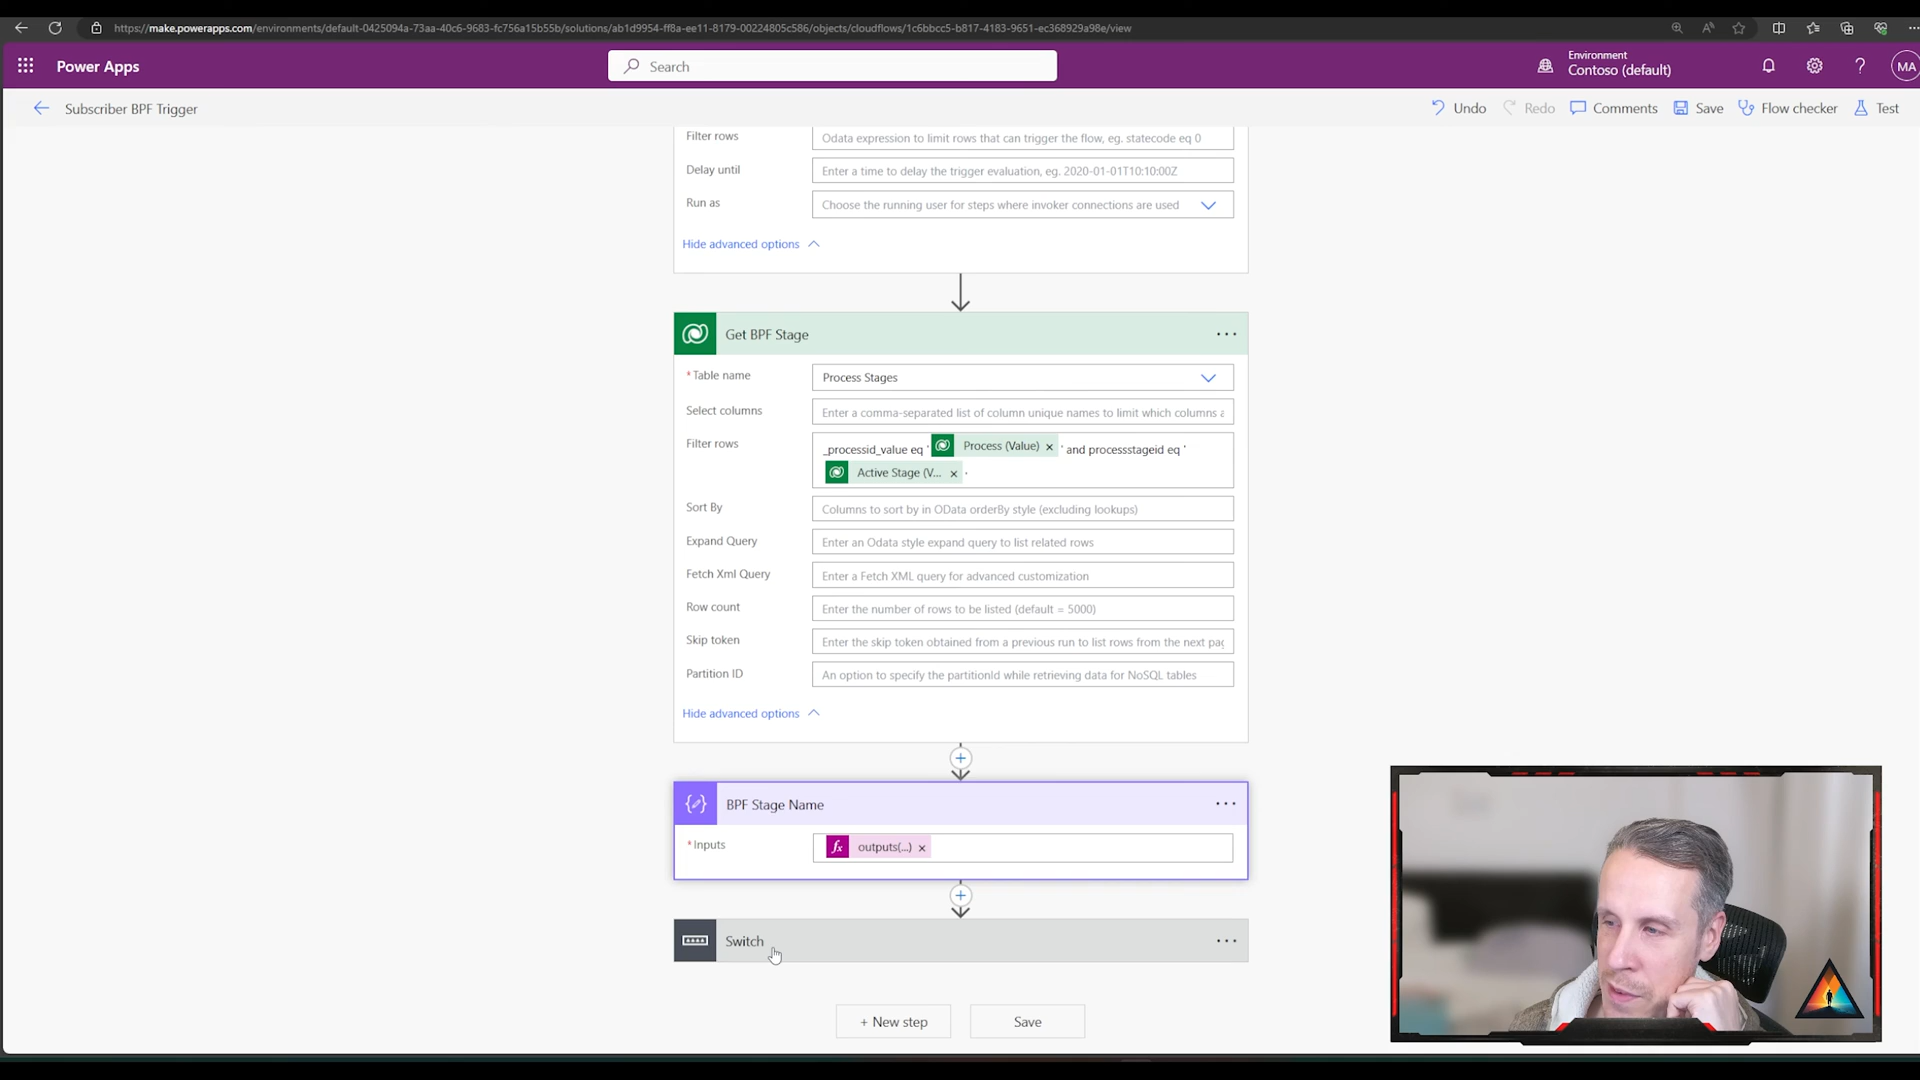 https://make.powerapps.com/environments/default-0425094a-73aa-40c6-9683-fc756a15b55b/solutions/ab1d9954-ff8a-ee11-8179-00224805c586/objects/cloudflows/1c6bbcc5-b817-4183-9651-ec368929a98e/view
Power Apps
Search
Environment
Contoso (default)
MA
Subscriber BPF Trigger
Undo
Redo
Comments
Save
Flow checker
Test
Filter rows
Odata expression to limit rows that can trigger the flow, eg. statecode eq 0
Delay until
Enter a time to delay the trigger evaluation, eg. 2020-01-01T10:10:00Z
Run as
Choose the running user for steps where invoker connections are used
Hide advanced options
Get BPF Stage
...
*Table name
Process Stages
Select columns
Enter a comma-separated list of column unique names to limit which columns a
Filter rows
_processid_value eq ' Process (Value) × ' and processstageid eq '
Active Stage (V... × '
Sort By
Columns to sort by in OData orderBy style (excluding lookups)
Expand Query
Enter an Odata style expand query to list related rows
Fetch Xml Query
Enter a Fetch XML query for advanced customization
Row count
Enter the number of rows to be listed (default = 5000)
Skip token
Enter the skip token obtained from a previous run to list rows from the next pag
Partition ID
An option to specify the partitionId while retrieving data for NoSQL tables
Hide advanced options
BPF Stage Name
...
*Inputs
fx outputs(...) ×
Switch
...
+ New step
Save